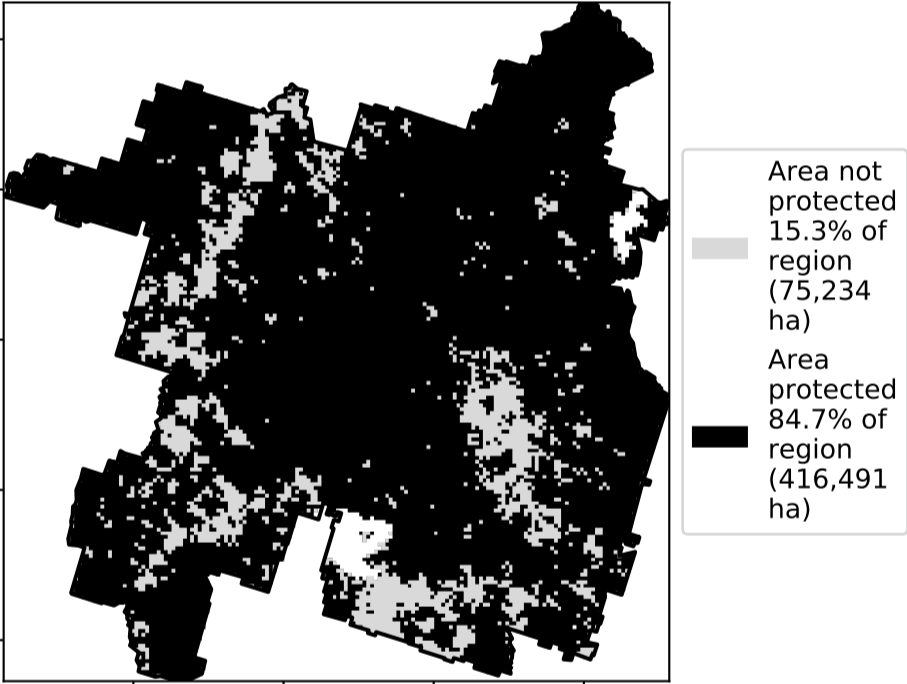 Area not
protected
15.3% of
region
(75,234
ha)
Area
protected
84.7% of
region
(416,491
ha)